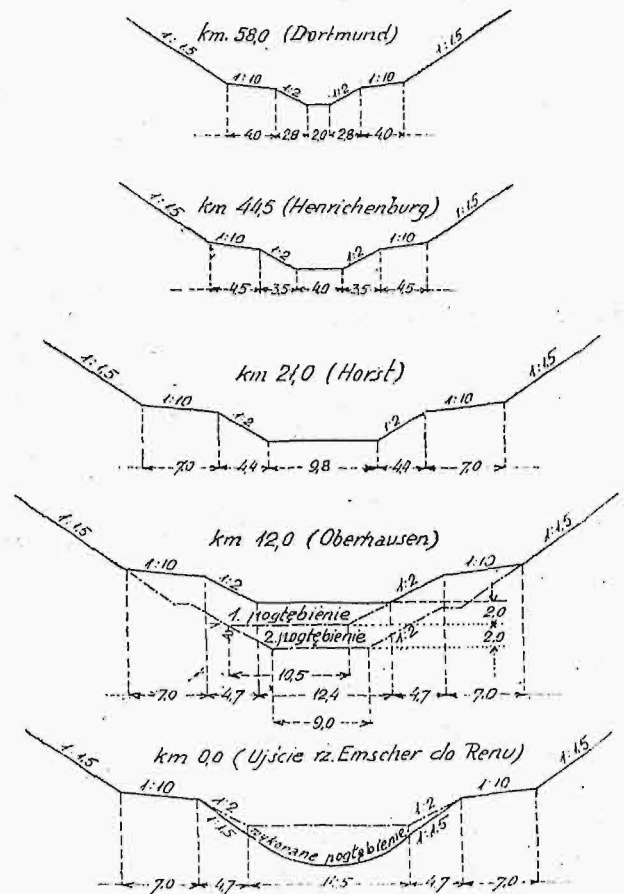 km. 58,0 (Dortmund)
1:1,5 1:10 1:2 1:2 1:10 1:1,5
4,0 2,8 2,0 2,8 4,0
km 44,5 (Henrichenburg)
1:1,5 1:10 1:2 1:2 1:10 1:1,5
4,5 3,5 4,0 3,5 4,5
km 21,0 (Horst)
1:1,5 1:10 1:2 1:2 1:10 1:1,5
7,0 4,4 9,8 4,4 7,0
km 12,0 (Oberhausen)
1:1,5 1:10 1:2 1:2 1:10 1:1,5
1. pogłębienie 2,0
1:2 2. pogłębienie 1:2 2,0
10,5
7,0 4,7 12,4 4,7 7,0
9,0
km 0,0 (Ujście rz. Emscher do Renu)
1:1,5 1:10 1:2 1:2 1:10 1:1,5
1:1,5 wykonane pogłębienie 1:1,5
7,0 4,7 14,5 4,7 7,0